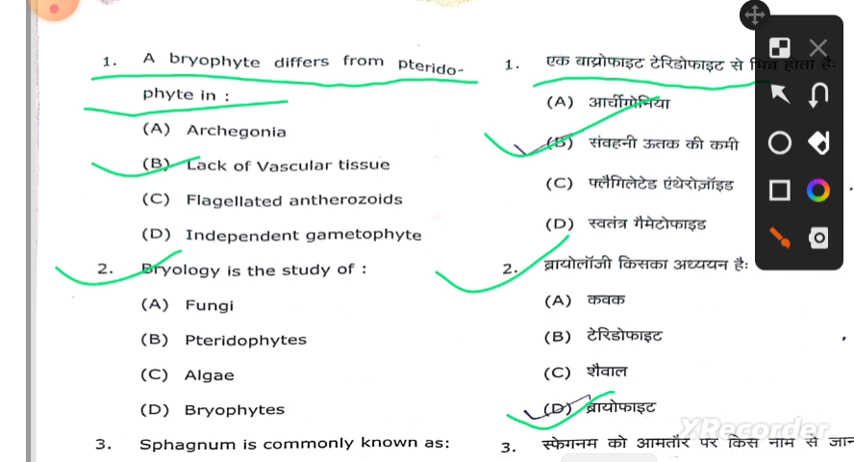 1. A bryophyte differs from pterido-
phyte in :
(A) Archegonia
(B) Lack of Vascular tissue
(C) Flagellated antherozoids
(D) Independent gametophyte
2. Bryology is the study of :
(A) Fungi
(B) Pteridophytes
(C) Algae
(D) Bryophytes
3. Sphagnum is commonly known as:
1. एक बायोफाइट टेरिडोफाइट से भिन्न होता है:
(A) आर्चीगोनिया
(B) संवहनी ऊतक की कमी
(C) फ्लैगिलेटेड एंथेरोज़ॉइड
(D) स्वतंत्र गैमेटोफाइड
2. ब्रायोलॉजी किसका अध्ययन है:
(A) कवक
(B) टेरिडोफाइट
(C) शैवाल
(D) ब्रायोफाइट
3. स्फेगनम को आमतौर पर किस नाम से
XRecorder